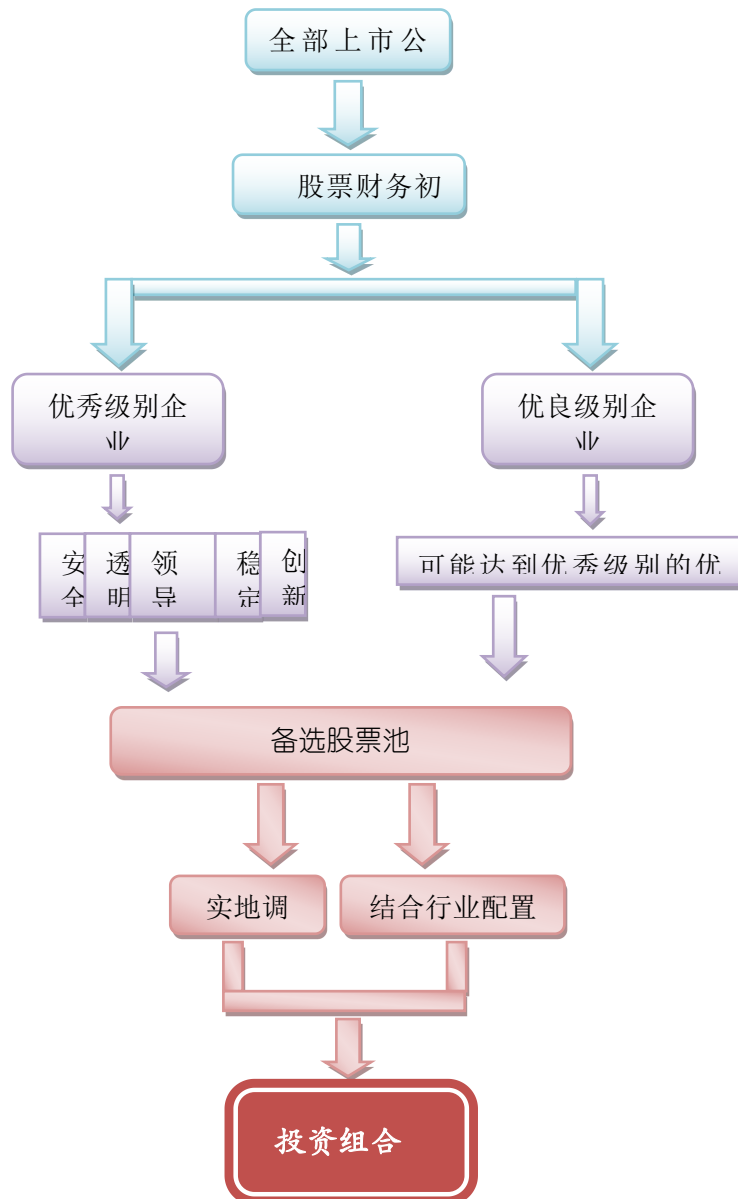 全部上市公
股票财务初
优秀级别企
业
优良级别企
业
安全
透明
领导
稳定
创新
可能达到优秀级别的优
备选股票池
实地调
结合行业配置
投资组合